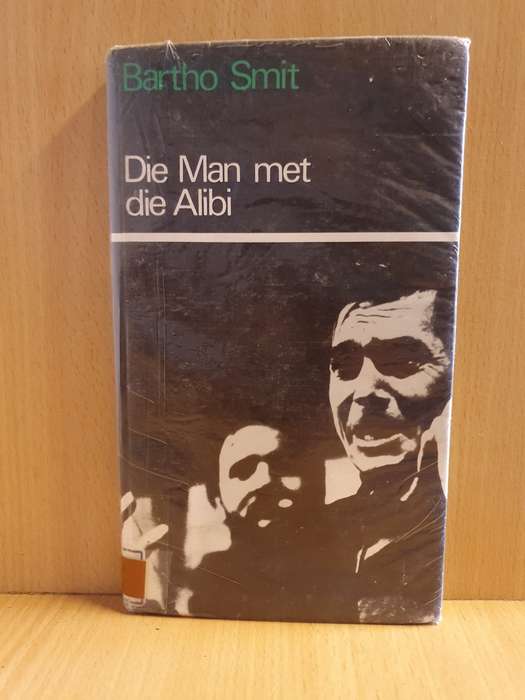 Bartho Smit
Die Man met
die Alibi